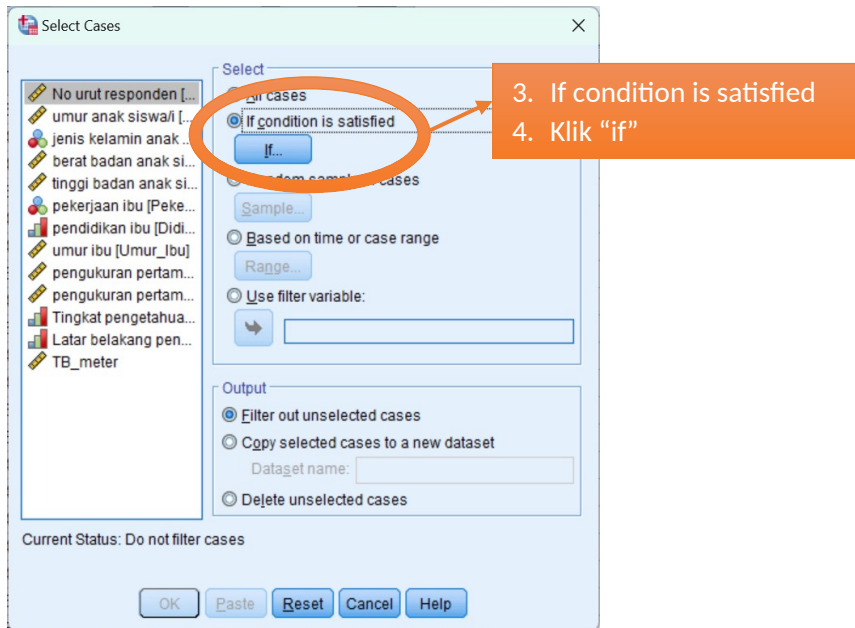 Select Cases
No urut responden [...
umur anak siswa/i [...
jenis kelamin anak ...
berat badan anak si...
tinggi badan anak si...
pekerjaan ibu [Peke...
pendidikan ibu [Didi...
umur ibu [Umur_Ibu]
pengukuran pertam...
pengukuran pertam...
Tingkat pengetahua...
Latar belakang pen...
TB_meter
Select
All cases
If condition is satisfied
If...
cases
Sample...
Based on time or case range
Range...
Use filter variable:
Output
Filter out unselected cases
Copy selected cases to a new dataset
Dataset name:
Delete unselected cases
Current Status: Do not filter cases
OK Paste Reset Cancel Help
3. If condition is satisfied
4. Klik “if”